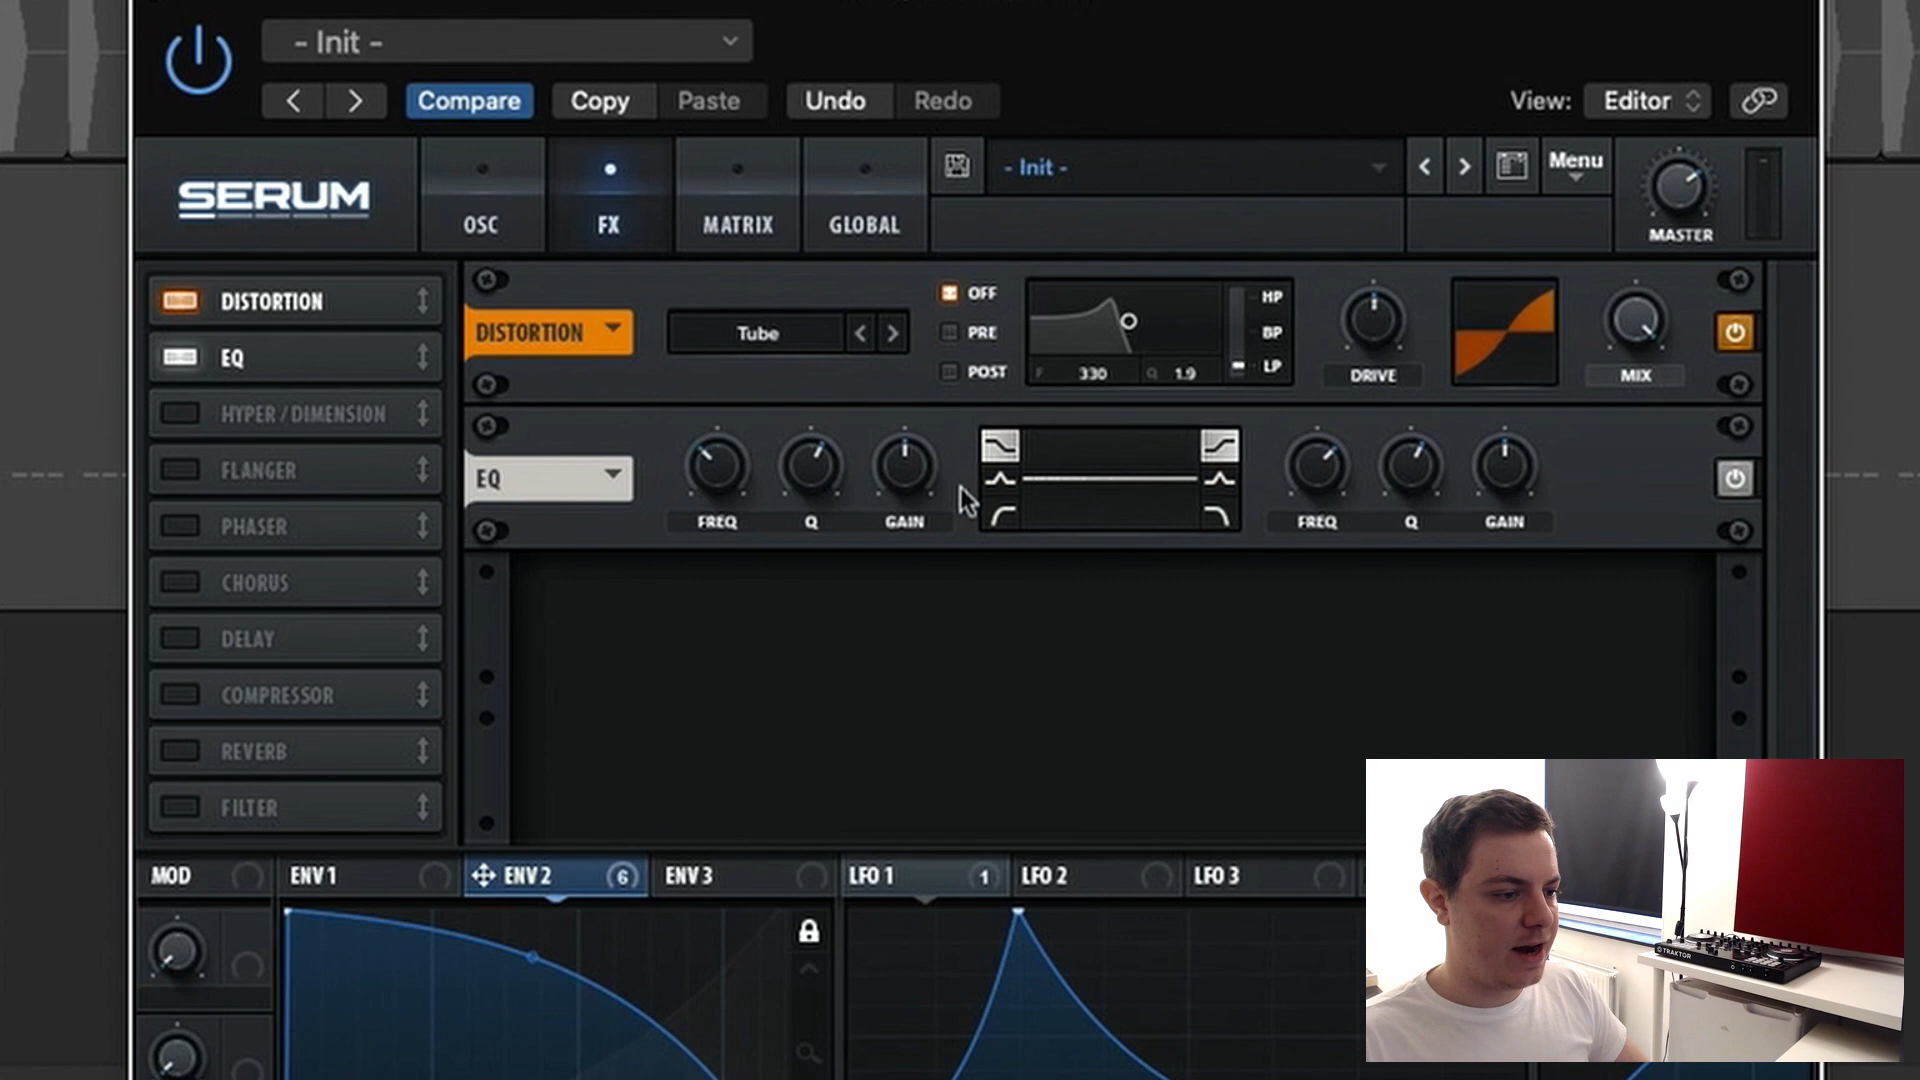 - Init -
Compare
Copy
Paste
Undo
Redo
View:
Editor
SERUM
OSC
FX
MATRIX
GLOBAL
- Init -
Menu
MASTER
DISTORTION
EQ
HYPER / DIMENSION
FLANGER
PHASER
CHORUS
DELAY
COMPRESSOR
REVERB
FILTER
DISTORTION
Tube
OFF
PRE
POST
F 330 Q 1.9
HP
BP
LP
DRIVE
MIX
EQ
FREQ
Q
GAIN
FREQ
Q
GAIN
MOD
ENV 1
ENV 2
6
ENV 3
LFO 1
1
LFO 2
LFO 3
TRAKTOR